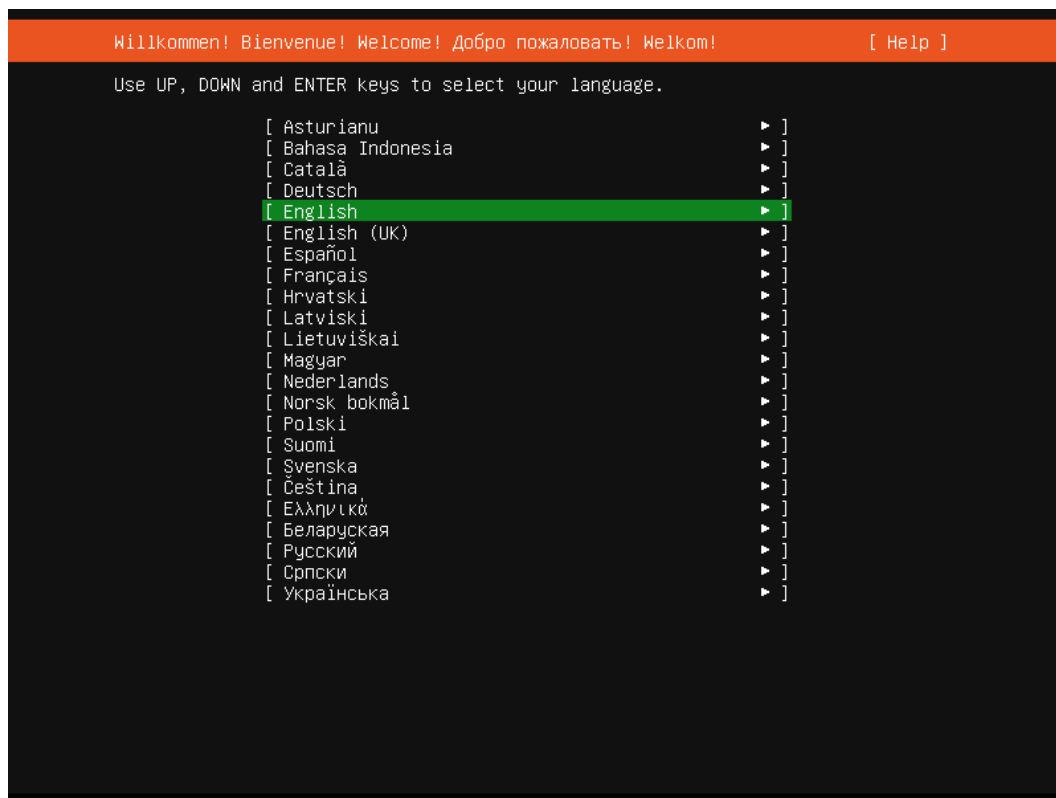 Willkommen! Bienvenue! Welcome! Добро пожаловать! Welkom! [ Help ]
Use UP, DOWN and ENTER keys to select your language.
[ Asturianu ► ]
[ Bahasa Indonesia ► ]
[ Català ► ]
[ Deutsch ► ]
[ English ► ]
[ English (UK) ► ]
[ Español ► ]
[ Français ► ]
[ Hrvatski ► ]
[ Latviski ► ]
[ Lietuviškai ► ]
[ Magyar ► ]
[ Nederlands ► ]
[ Norsk bokmål ► ]
[ Polski ► ]
[ Suomi ► ]
[ Svenska ► ]
[ Čeština ► ]
[ Ελληνικά ► ]
[ Беларуская ► ]
[ Русский ► ]
[ Српски ► ]
[ Українська ► ]